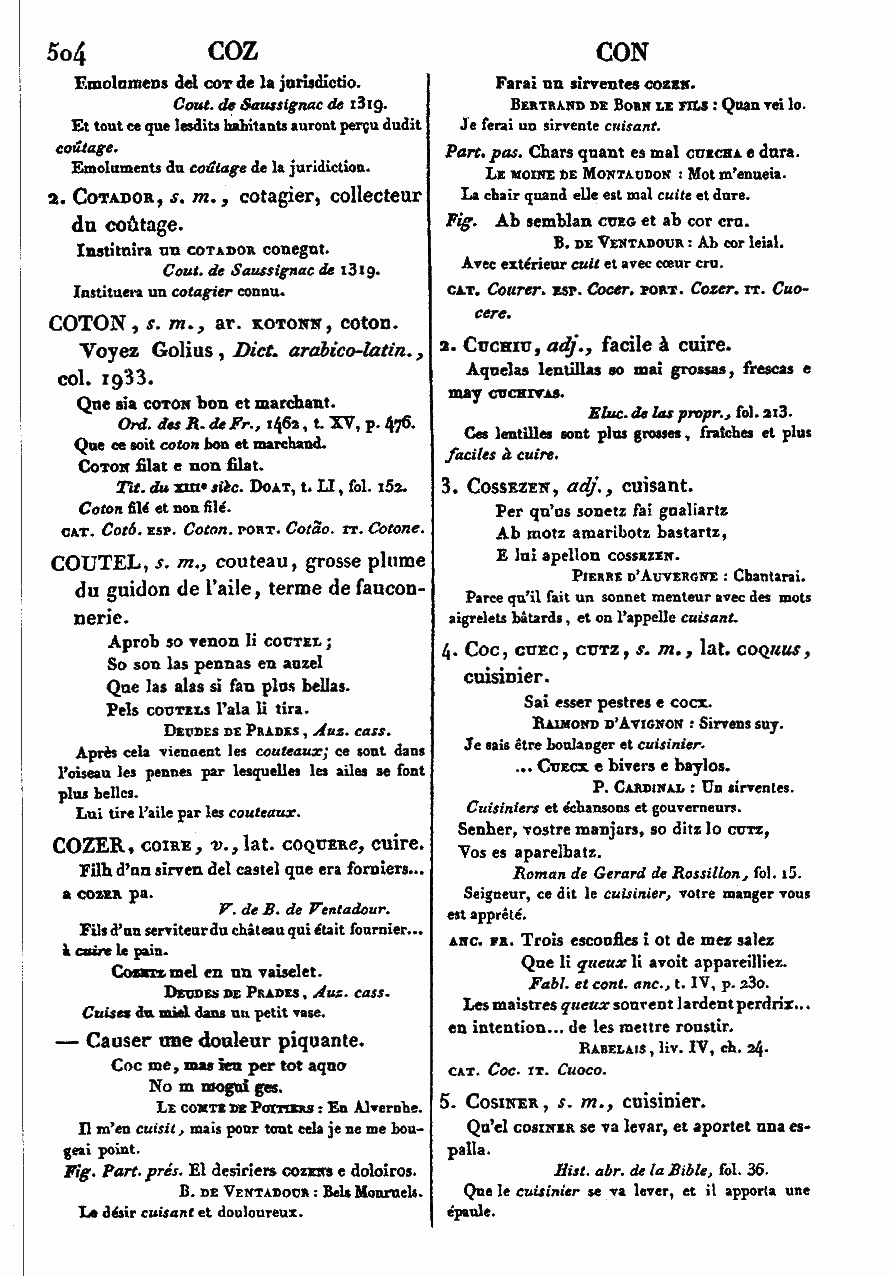 504 COZ CON
Emolumens del COT de la jurisdictio.
Cout. de Saussignac de 1319.
Et tout ce que lesdits habitants auront perçu dudit
coûtage.
Emoluments du coûtage de la juridiction.
2. COTADOR, s. m., cotagier, collecteur
du coûtage.
Instituira un COTADOR conegut.
Cout. de Saussignac de 1319.
Instituera un cotagier connu.
COTON, s. m., ar. KOTONN, coton.
Voyez Golius, Dict. arabico-latin.,
col. 1933.
Que sia COTON bon et marchant.
Ord. des R. de Fr., 1462, t. XV, p. 476.
Que ce soit coton bon et marchand.
COTON filat e non filat.
Tit. du XIIIe sièc. DOAT, t. LI, fol. 152.
Coton filé et non filé.
CAT. Cotó. ESP. Coton. PORT. Cotão. IT. Cotone.
COUTEL, s. m., couteau, grosse plume
du guidon de l'aile, terme de faucon-
nerie.
Aprob so venon li COUTEL;
So son las pennas en auzel
Que las alas si fan plus bellas.
Pels COUTELS l'ala li tira.
DEUDES DE PRADES, Auz. cass.
Après cela viennent les couteaux; ce sont dans
l'oiseau les pennes par lesquelles les ailes se font
plus belles.
Lui tire l'aile par les couteaux.
COZER, COIRE, v., lat. COQUERe, cuire.
Filh d'un sirven del castel que era forniers...
a COZER pa.
V. de B. de Ventadour.
Fils d'un serviteur du château qui était fournier...
à cuire le pain.
COZETZ mel en un vaiselet.
DEUDES DE PRADES, Auz. cass.
Cuisez du miel dans un petit vase.
— Causer une douleur piquante.
Coc me, mas ieu per tot aquo
No m mogui ges.
LE COMTE DE POITIERS : En Alvernhe.
Il m'en cuisit, mais pour tout cela je ne me bou-
geai point.
Fig. Part. prés. El desiriers COZENS e doloiros.
B. DE VENTADOUR : Bels Monruels.
Le désir cuisant et douloureux.
Farai un sirventes COZEN.
BERTRAND DE BORN LE FILS : Quan vei lo.
Je ferai un sirvente cuisant.
Part. pas. Chars quant es mal CUECHA e dura.
LE MOINE DE MONTAUDON : Mot m'enueia.
La chair quand elle est mal cuite et dure.
Fig. Ab semblan CUEG et ab cor cru.
B. DE VENTADOUR : Ab cor leial.
Avec extérieur cuit et avec cœur cru.
CAT. Courer. ESP. Cocer. PORT. Cozer. IT. Cuo-
cere.
2. CUCHIU, adj., facile à cuire.
Aquelas lentillas so mai grossas, frescas e
may CUCHIVAS.
Eluc. de las propr., fol. 213.
Ces lentilles sont plus grosses, fraîches et plus
faciles à cuire.
3. COSSEZEN, adj., cuisant.
Per qu'us sonetz fai gualiartz
Ab motz amaribotz bastartz,
E lui apellon COSSEZEN.
PIERRE D'AUVERGNE : Chantarai.
Parce qu'il fait un sonnet menteur avec des mots
aigrelets bâtards, et on l'appelle cuisant.
4. COC, CUEC, CUTZ, s. m., lat. COQuus,
cuisinier.
Sai esser pestres e COCX.
RAIMOND D'AVIGNON : Sirvens suy.
Je sais être boulanger et cuisinier.
... CUECX e bivers e baylos.
P. CARDINAL : Un sirventes.
Cuisiniers et échansons et gouverneurs.
Senher, vostre manjars, so ditz lo CUTZ,
Vos es aparelhatz.
Roman de Gerard de Rossillon, fol. 15.
Seigneur, ce dit le cuisinier, votre manger vous
est apprêté.
ANC. FR. Trois escoufles i ot de mez salez
Que li queux li avoit appareilliez.
Fabl. et cont. anc., t. IV, p. 230.
Les maistres queux souvent lardent perdrix...
en intention... de les mettre roustir.
RABELAIS, liv. IV, ch. 24.
CAT. Coc. IT. Cuoco.
5. COSINER, s. m., cuisinier.
Qu'el COSINER se va levar, et aportet una es-
palla.
Hist. abr. de la Bible, fol. 36.
Que le cuisinier se va lever, et il apporta une
épaule.